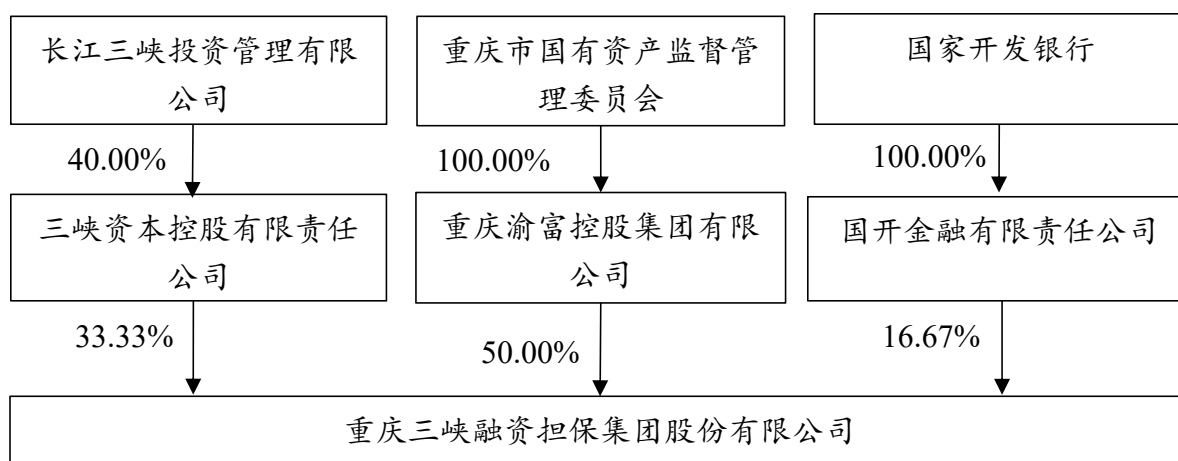 长江三峡投资管理有限
公司
重庆市国有资产监督管
理委员会
国家开发银行
40.00%
100.00%
100.00%
三峡资本控股有限责任
公司
重庆渝富控股集团有限
公司
国开金融有限责任公司
33.33%
50.00%
16.67%
重庆三峡融资担保集团股份有限公司